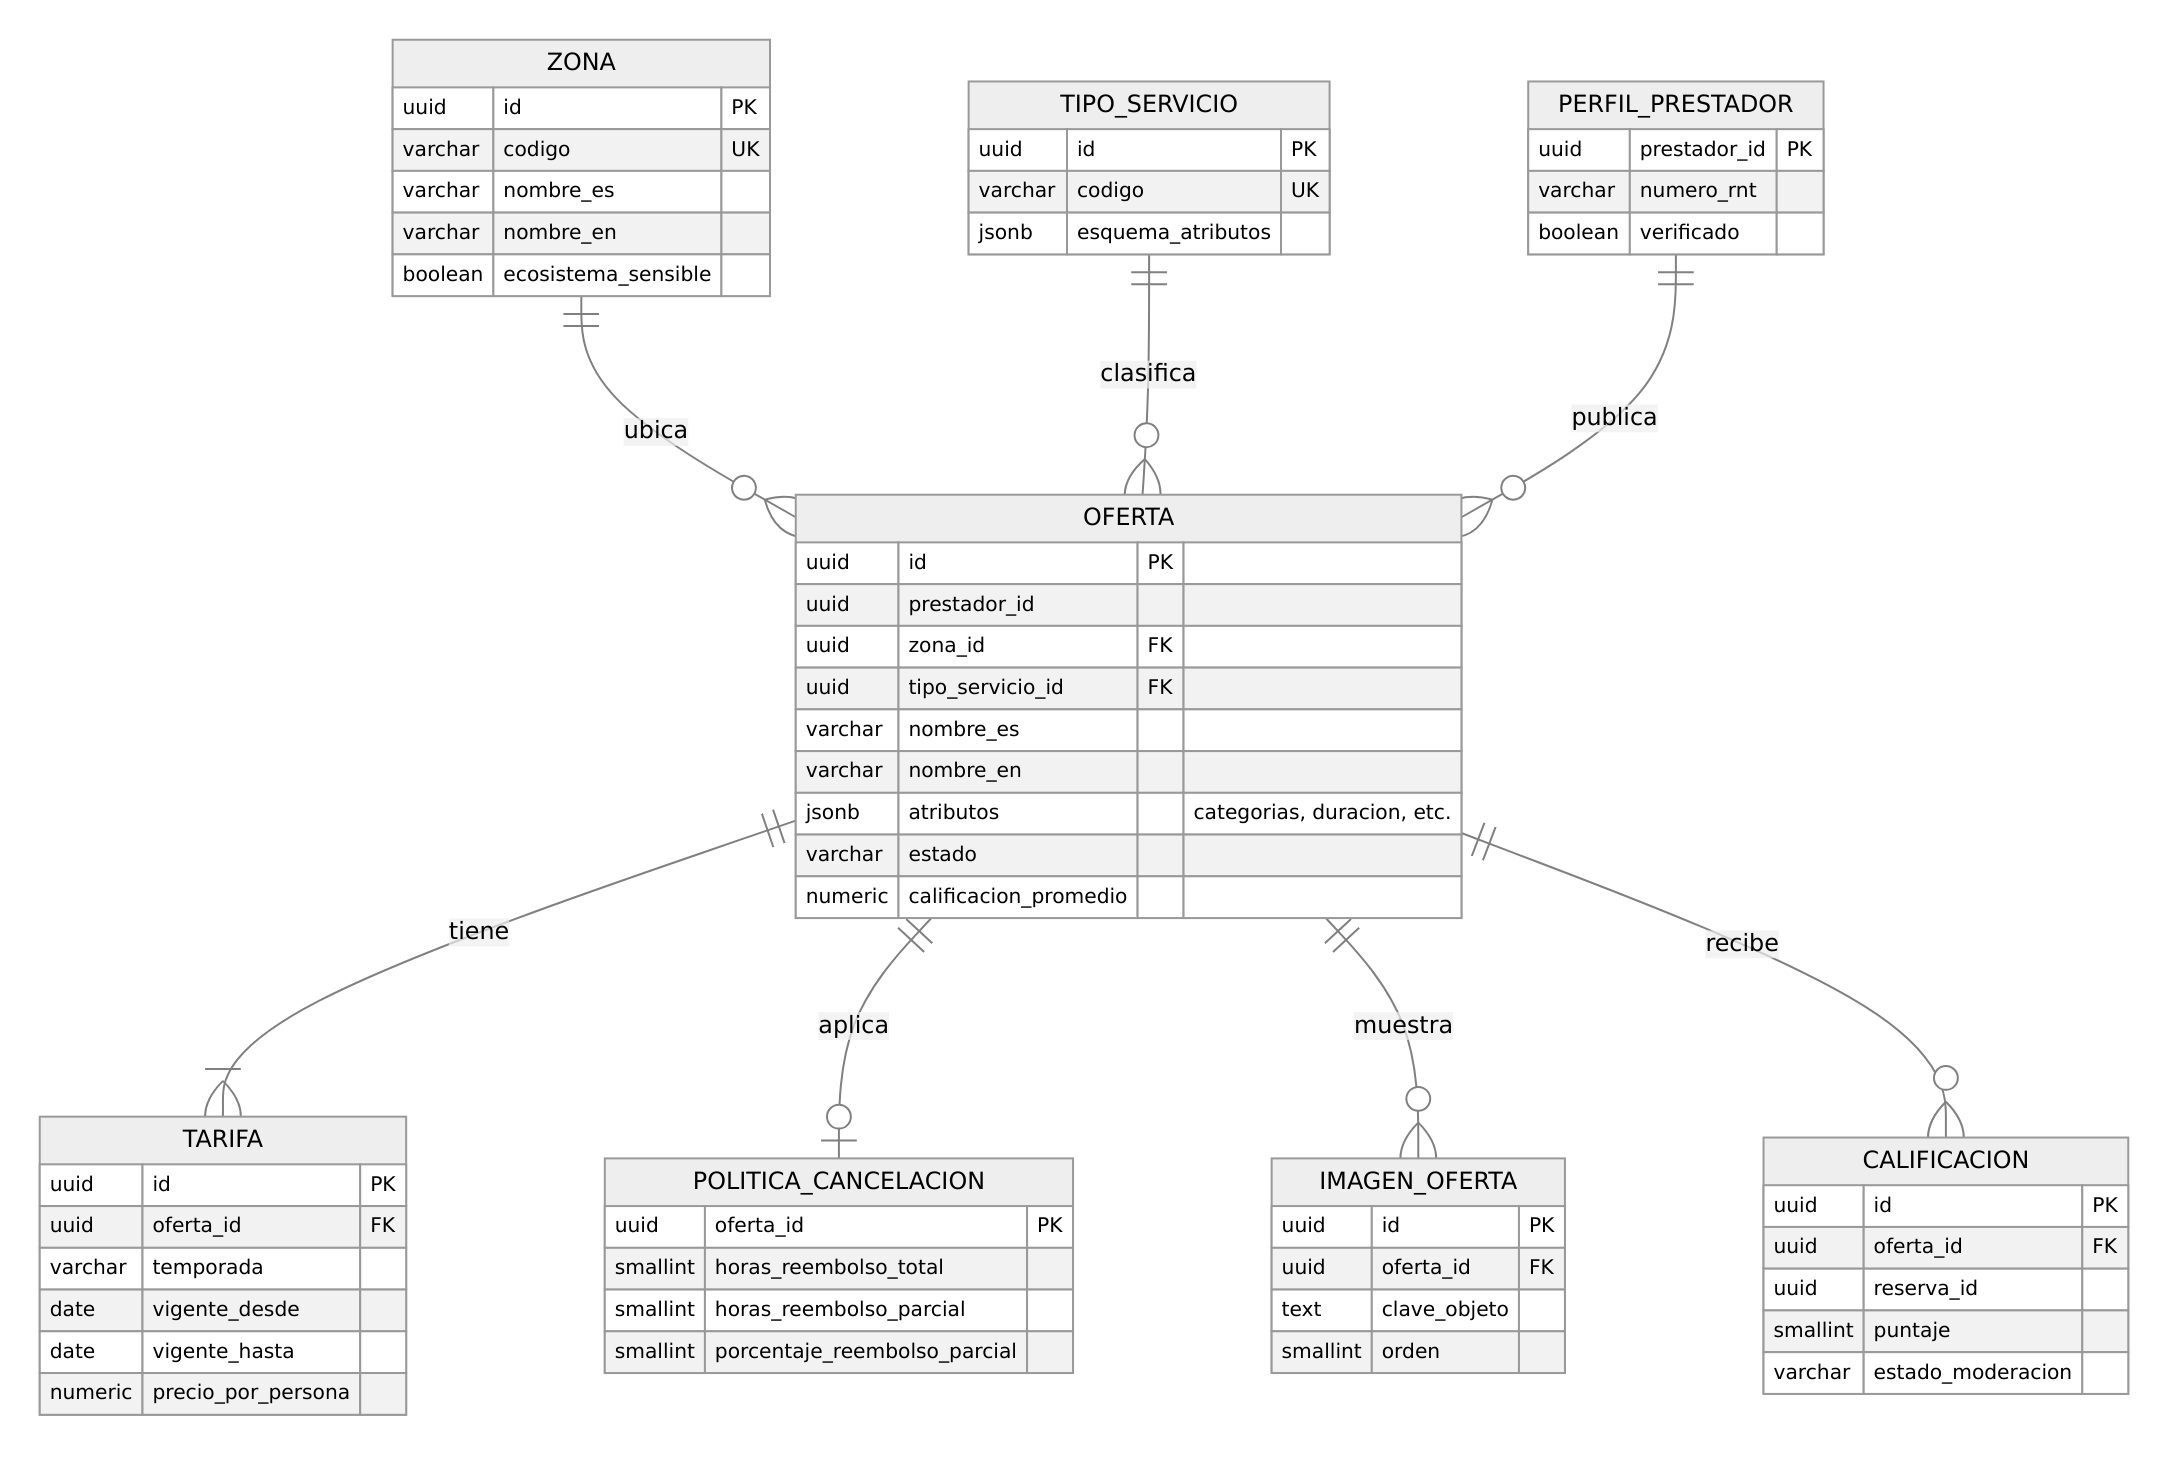 ZONA
uuid id PK
varchar codigo UK
varchar nombre_es
varchar nombre_en
boolean ecosistema_sensible
TIPO_SERVICIO
uuid id PK
varchar codigo UK
jsonb esquema_atributos
PERFIL_PRESTADOR
uuid prestador_id PK
varchar numero_rnt
boolean verificado
ubica
clasifica
publica
OFERTA
uuid id PK
uuid prestador_id
uuid zona_id FK
uuid tipo_servicio_id FK
varchar nombre_es
varchar nombre_en
jsonb atributos categorias, duracion, etc.
varchar estado
numeric calificacion_promedio
tiene
aplica
muestra
recibe
TARIFA
uuid id PK
uuid oferta_id FK
varchar temporada
date vigente_desde
date vigente_hasta
numeric precio_por_persona
POLITICA_CANCELACION
uuid oferta_id PK
smallint horas_reembolso_total
smallint horas_reembolso_parcial
smallint porcentaje_reembolso_parcial
IMAGEN_OFERTA
uuid id PK
uuid oferta_id FK
text clave_objeto
smallint orden
CALIFICACION
uuid id PK
uuid oferta_id FK
uuid reserva_id
smallint puntaje
varchar estado_moderacion